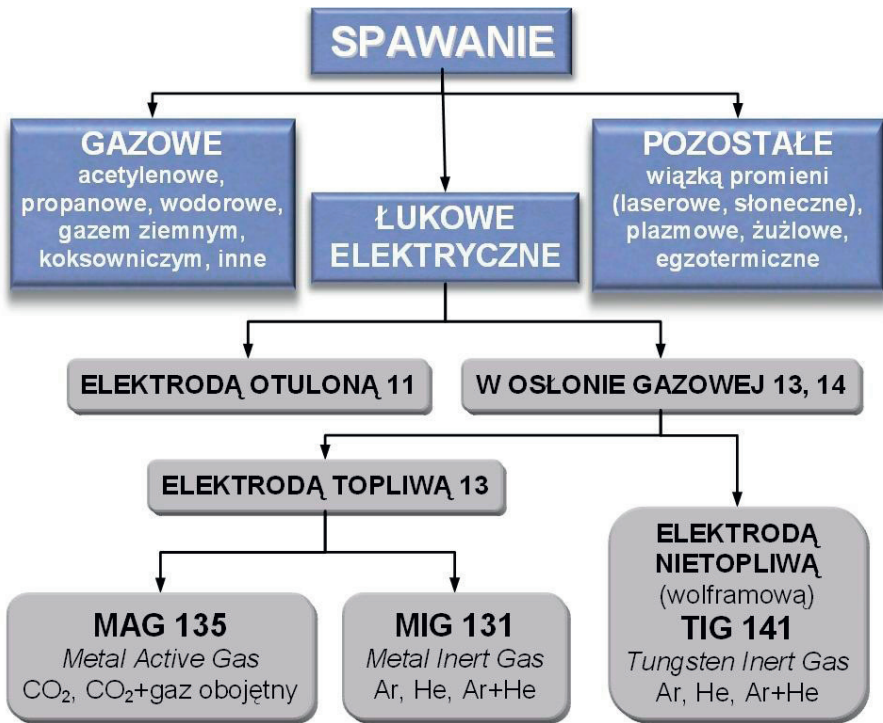 SPAWANIE
GAZOWE
acetylenowe,
propanowe, wodorowe,
gazem ziemnym,
koksowniczym, inne
ŁUKOWE
ELEKTRYCZNE
POZOSTAŁE
wiązką promieni
(laserowe, słoneczne),
plazmowe, żużlowe,
egzotermiczne
ELEKTRODĄ OTULONĄ 11
W OSŁONIE GAZOWEJ 13, 14
ELEKTRODĄ TOPLIWĄ 13
ELEKTRODĄ
NIETOPLIWĄ
(wolframową)
TIG 141
Tungsten Inert Gas
Ar, He, Ar+He
MAG 135
Metal Active Gas
CO₂, CO₂+gaz obojętny
MIG 131
Metal Inert Gas
Ar, He, Ar+He